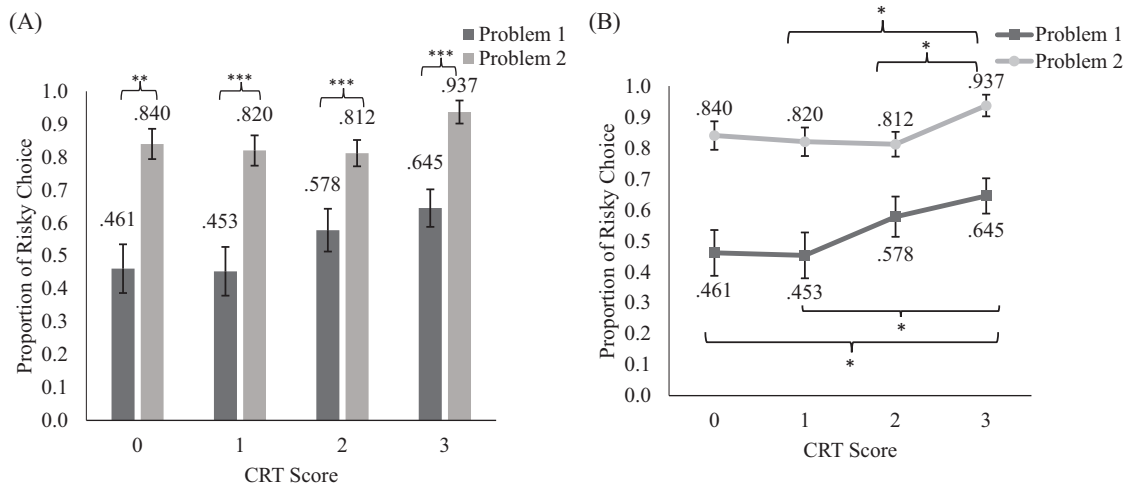 (A)
Problem 1
Problem 2
** *** *** ***
1.0
0.9
0.8
0.7
0.6
0.5
0.4
0.3
0.2
0.1
0.0
Proportion of Risky Choice
.461
.840
.453
.820
.578
.812
.645
.937
0 1 2 3
CRT Score
(B)
Problem 1
Problem 2
*
*
1.0
0.9
0.8
0.7
0.6
0.5
0.4
0.3
0.2
0.1
0.0
Proportion of Risky Choice
.840 .820 .812 .937
.461 .453 .578 .645
*
*
0 1 2 3
CRT Score